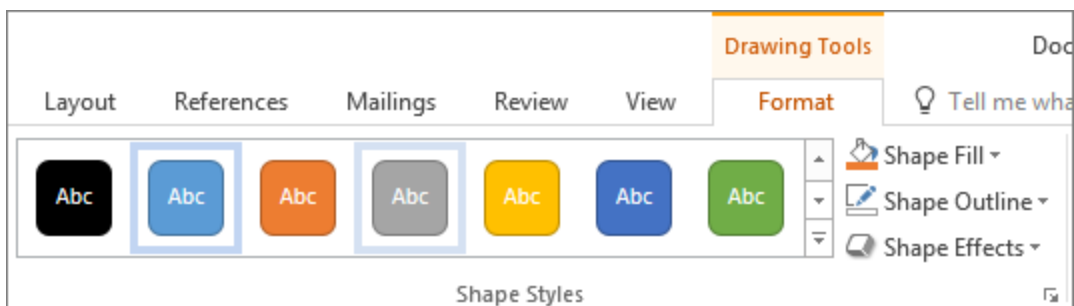 Drawing Tools Doc
Layout References Mailings Review View Format Tell me wha
Abc Abc Abc Abc Abc Abc Abc Shape Fill
Shape Outline
Shape Effects
Shape Styles